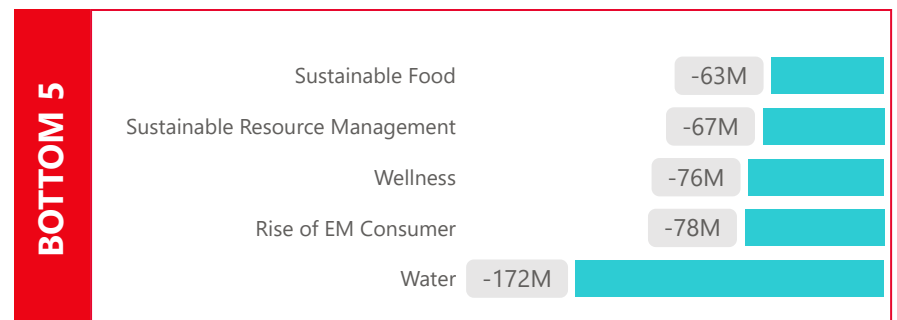 BOTTOM 5
Sustainable Food -63M
Sustainable Resource Management -67M
Wellness -76M
Rise of EM Consumer -78M
Water -172M